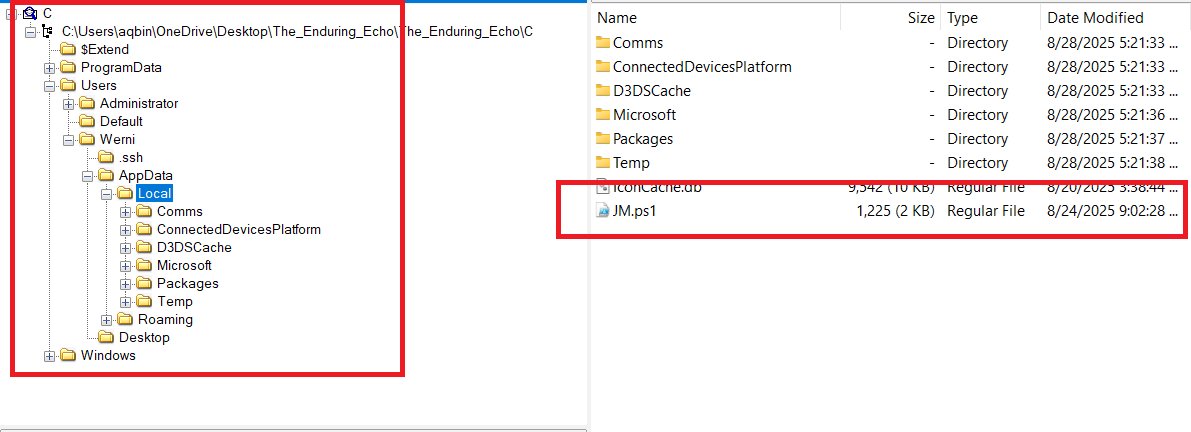 C
C:\Users\aqbin\OneDrive\Desktop\The_Enduring_Echo\The_Enduring_Echo\C
$Extend
ProgramData
Users
Administrator
Default
Werni
.ssh
AppData
Local
Comms
ConnectedDevicesPlatform
D3DSCache
Microsoft
Packages
Temp
Roaming
Desktop
Windows
Name Size Type Date Modified
Comms - Directory 8/28/2025 5:21:33 ...
ConnectedDevicesPlatform - Directory 8/28/2025 5:21:33 ...
D3DSCache - Directory 8/28/2025 5:21:33 ...
Microsoft - Directory 8/28/2025 5:21:36 ...
Packages - Directory 8/28/2025 5:21:37 ...
Temp - Directory 8/28/2025 5:21:38 ...
IconCache.db 9,542 (10 KB) Regular File 8/20/2025 3:38:44 ...
JM.ps1 1,225 (2 KB) Regular File 8/24/2025 9:02:28 ...